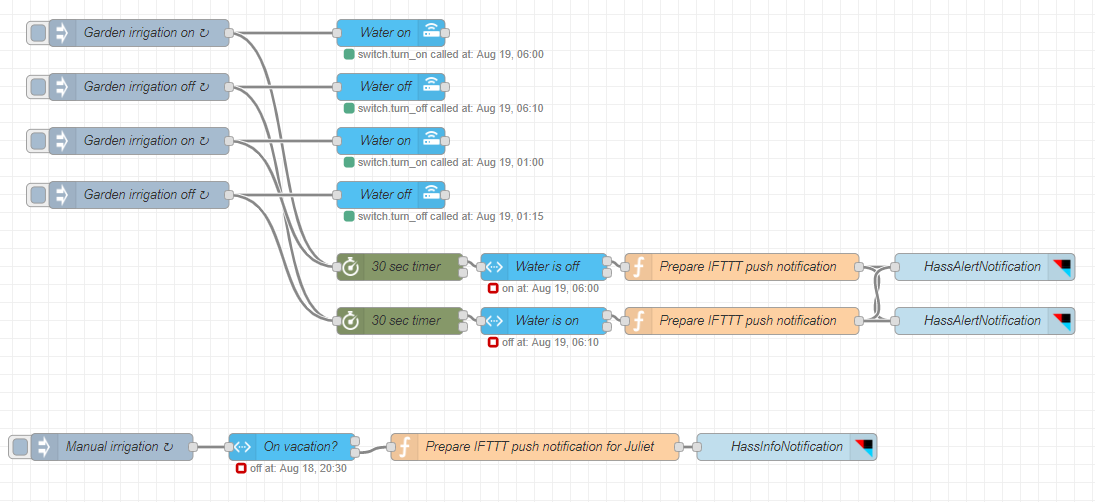 Garden irrigation on ↻
Water on
switch.turn_on called at: Aug 19, 06:00
Garden irrigation off ↻
Water off
switch.turn_off called at: Aug 19, 06:10
Garden irrigation on ↻
Water on
switch.turn_on called at: Aug 19, 01:00
Garden irrigation off ↻
Water off
switch.turn_off called at: Aug 19, 01:15
30 sec timer
Water is off
Prepare IFTTT push notification
HassAlertNotification
on at: Aug 19, 06:00
30 sec timer
Water is on
Prepare IFTTT push notification
HassAlertNotification
off at: Aug 19, 06:10
Manual irrigation ↻
On vacation?
Prepare IFTTT push notification for Juliet
HassInfoNotification
off at: Aug 18, 20:30